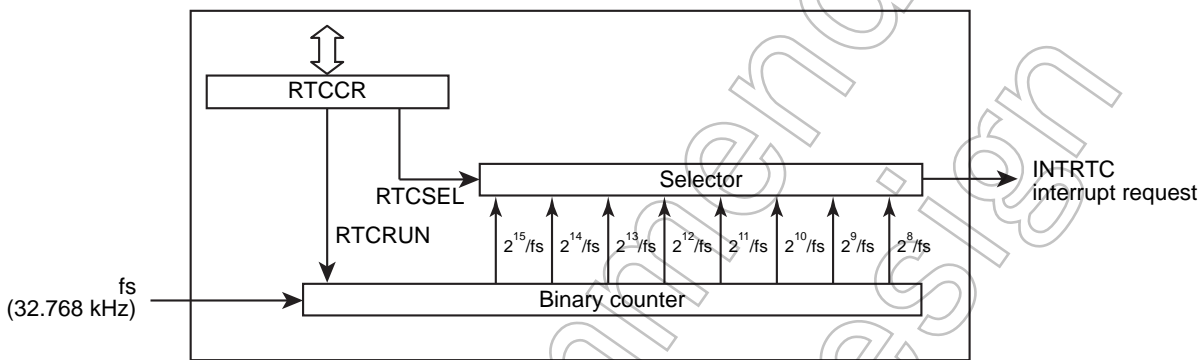 RTCCR
RTCSEL
Selector
INTRTC
interrupt request
RTCRUN
2^15/fs 2^14/fs 2^13/fs 2^12/fs 2^11/fs 2^10/fs 2^9/fs 2^8/fs
fs
(32.768 kHz)
Binary counter